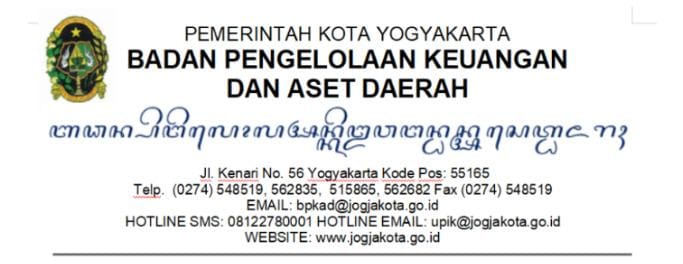 PEMERINTAH KOTA YOGYAKARTA
BADAN PENGELOLAAN KEUANGAN
DAN ASET DAERAH
Jl. Kenari No. 56 Yogyakarta Kode Pos: 55165
Telp. (0274) 548519, 562835, 515865, 562682 Fax (0274) 548519
EMAIL: bpkad@jogjakota.go.id
HOTLINE SMS: 08122780001 HOTLINE EMAIL: upik@jogjakota.go.id
WEBSITE: www.jogjakota.go.id